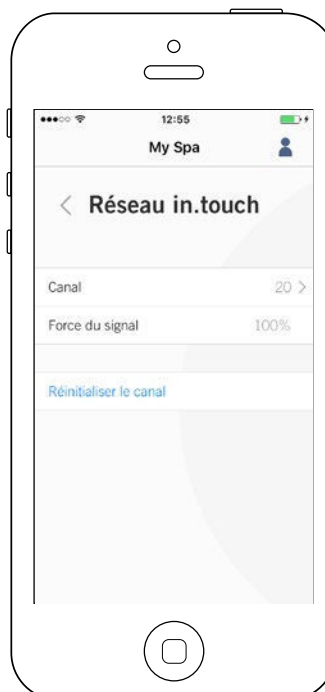 12:55
My Spa
Réseau in.touch
Canal 20
Force du signal 100%
Réinitialiser le canal